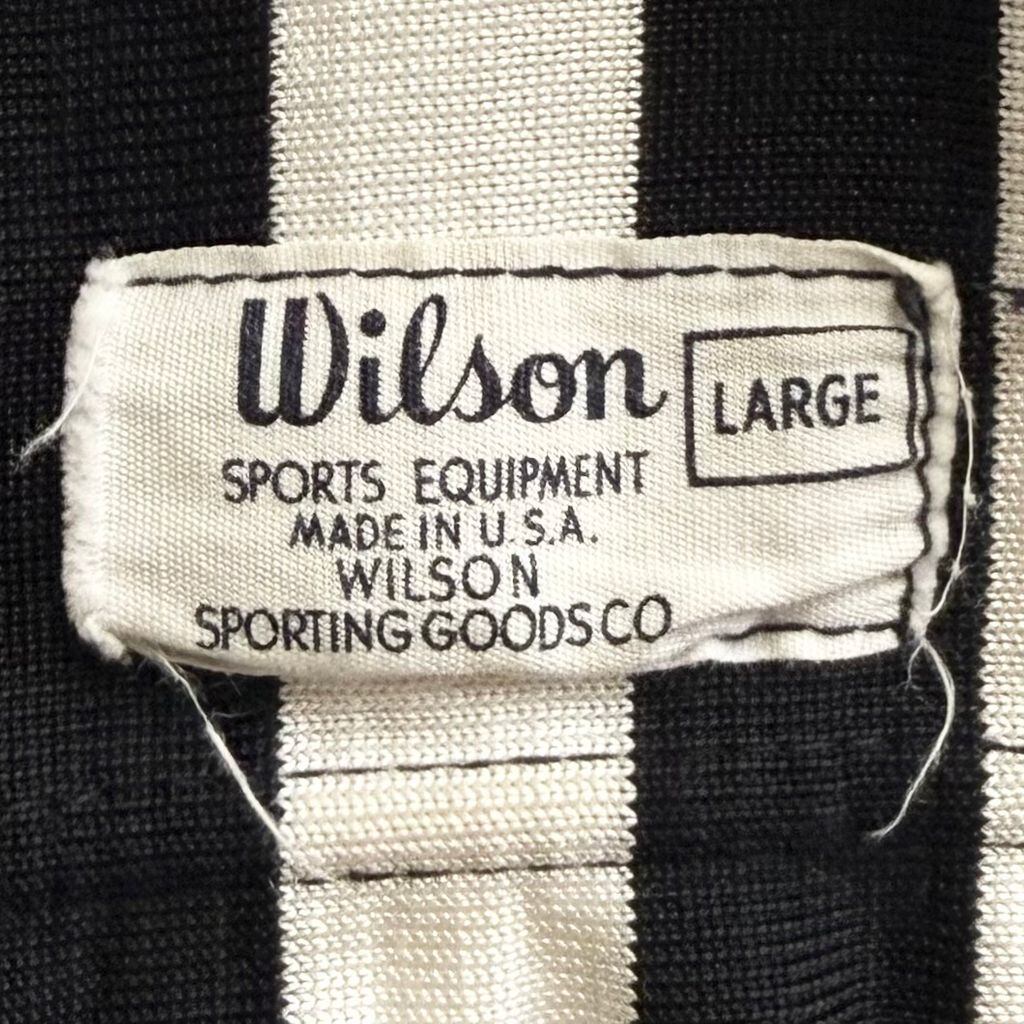 Wilson
LARGE
SPORTS EQUIPMENT
MADE IN U.S.A.
WILSON
SPORTING GOODS CO